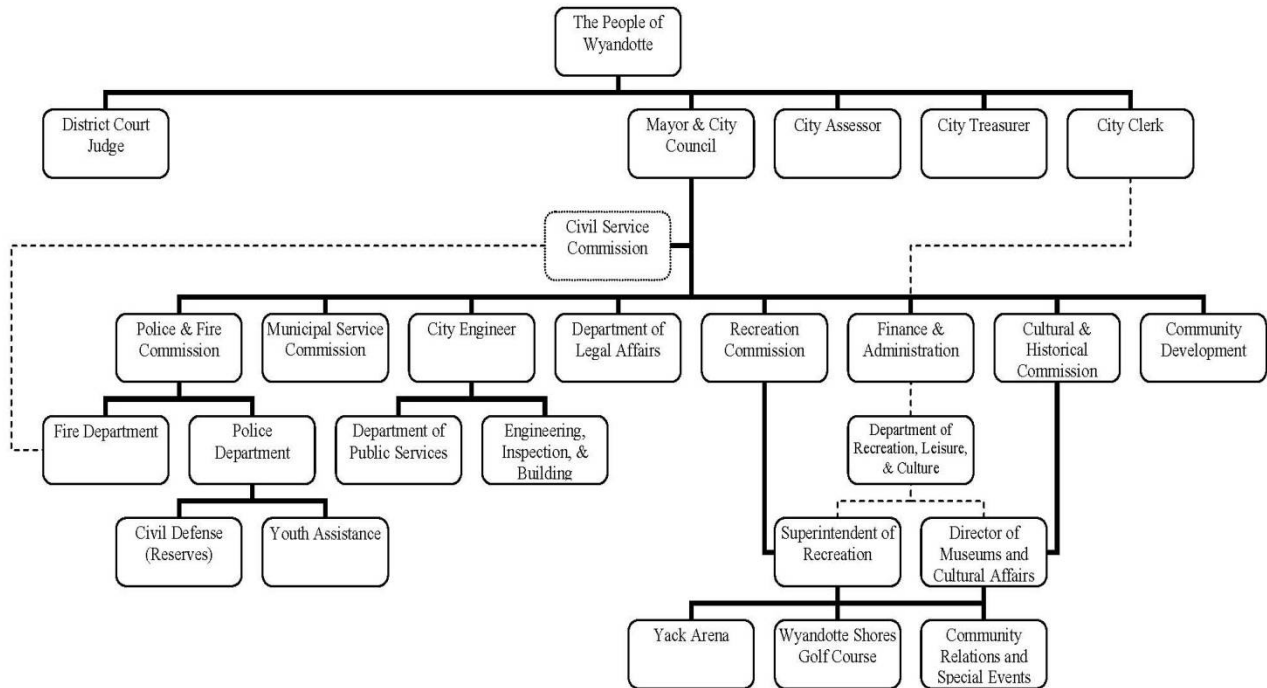 The People of
Wyandotte
District Court
Judge
Mayor & City
Council
City Assessor
City Treasurer
City Clerk
Civil Service
Commission
Police & Fire
Commission
Municipal Service
Commission
City Engineer
Department of
Legal Affairs
Recreation
Commission
Finance &
Administration
Cultural &
Historical
Commission
Community
Development
Fire Department
Police
Department
Department of
Public Services
Engineering,
Inspection, &
Building
Department of
Recreation, Leisure,
& Culture
Civil Defense
(Reserves)
Youth Assistance
Superintendent of
Recreation
Director of
Museums and
Cultural Affairs
Yack Arena
Wyandotte Shores
Golf Course
Community
Relations and
Special Events